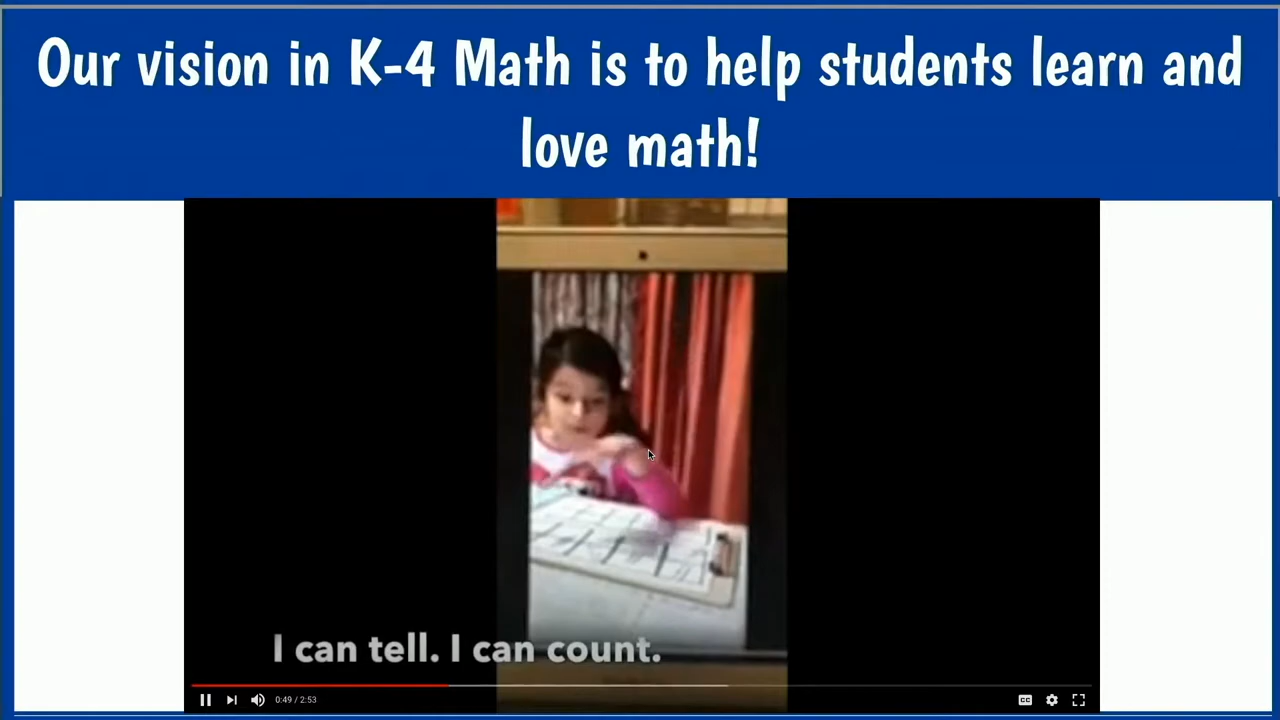 Our vision in K-4 Math is to help students learn and
love math!
I can tell. I can count.
0:49 / 2:53
CC